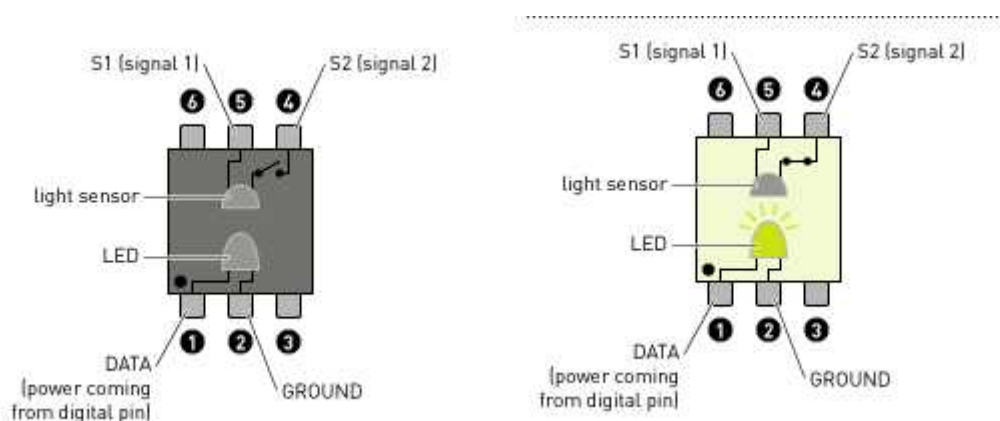 S1 (signal 1)
S2 (signal 2)
6
5
4
light sensor
LED
1
2
3
DATA
(power coming
from digital pin)
GROUND
S1 (signal 1)
S2 (signal 2)
6
5
4
light sensor
LED
1
2
3
DATA
(power coming
from digital pin)
GROUND